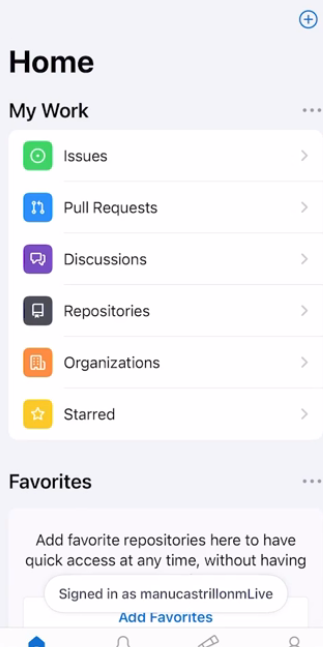 Home
My Work
Issues
Pull Requests
Discussions
Repositories
Organizations
Starred
Favorites
Add favorite repositories here to have
quick access at any time, without having
Signed in as manucastrillonmLive
Add Favorites